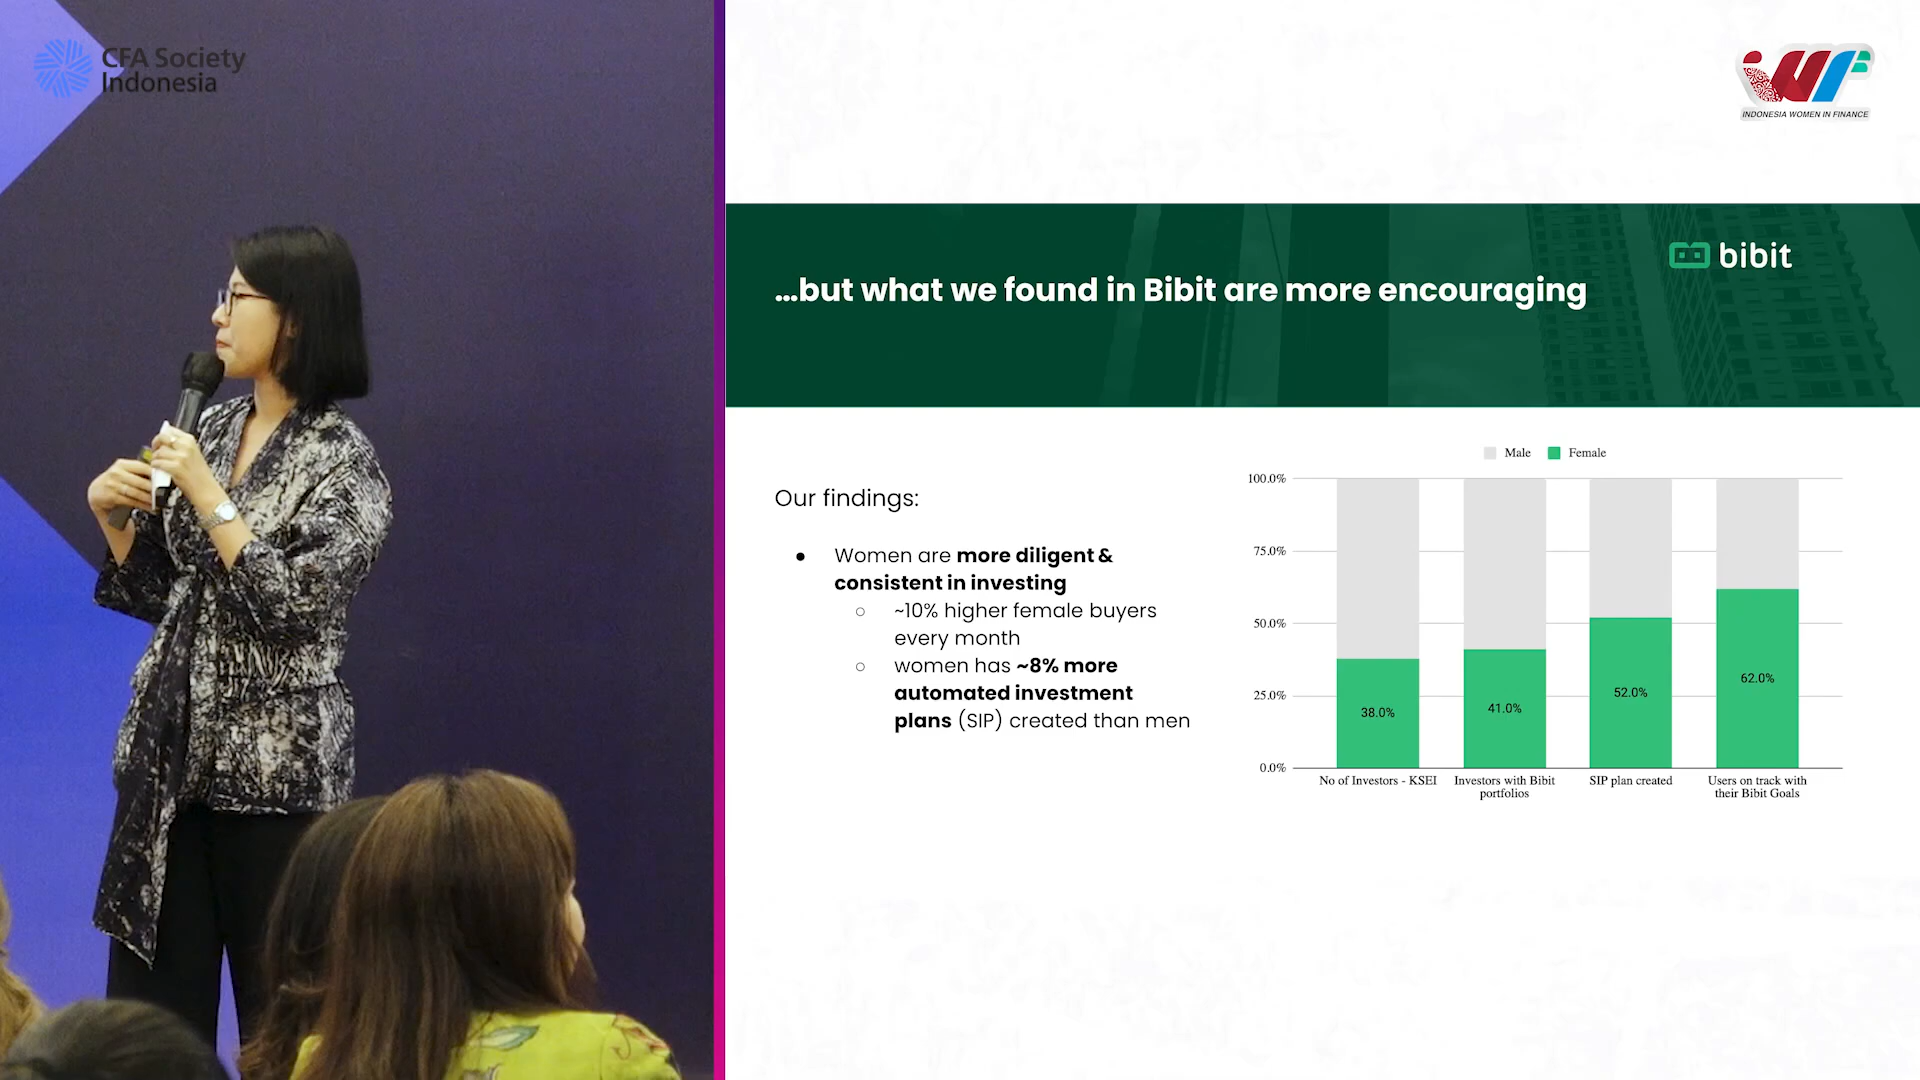 CFA Society
Indonesia
INDONESIA WOMEN IN FINANCE
bibit
...but what we found in Bibit are more encouraging
Our findings:
● Women are more diligent &
consistent in investing
○ ~10% higher female buyers
every month
○ women has ~8% more
automated investment
plans (SIP) created than men
Male Female
100.0%
75.0%
50.0%
25.0%
0.0%
38.0%
41.0%
52.0%
62.0%
No of Investors - KSEI
Investors with Bibit
portfolios
SIP plan created
Users on track with
their Bibit Goals